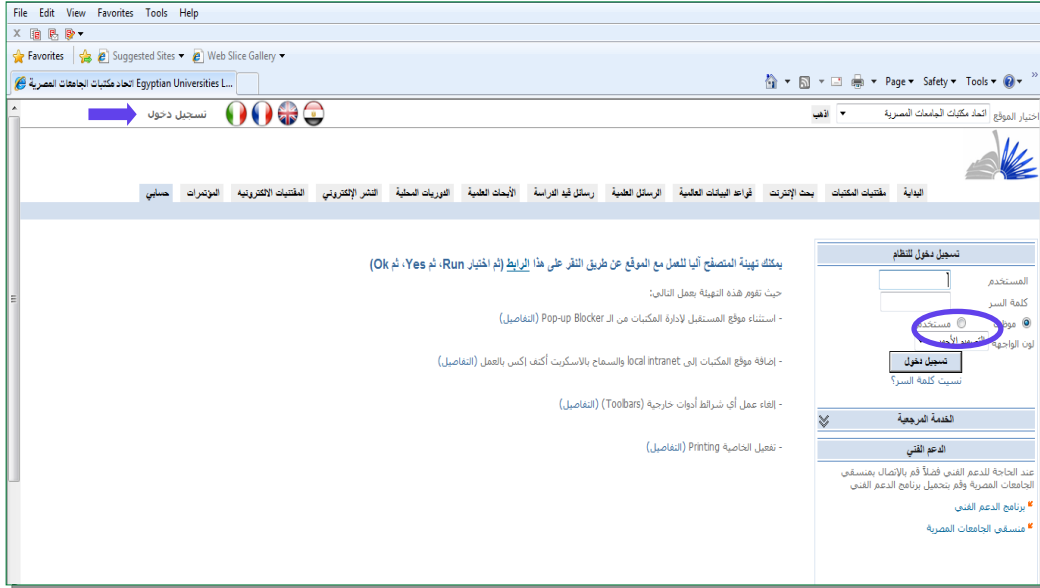 File Edit View Favorites Tools Help
X
Favorites Suggested Sites Web Slice Gallery
اتحاد مكتبات الجامعات المصرية Egyptian Universities L...
Page Safety Tools »
اختيار الموقع اتحاد مكتبات الجامعات المصرية اذهب
تسجيل دخول
البداية مقتنيات المكتبات بحث الإنترنت قواعد البيانات العالمية الرسائل العلمية رسائل قيد الدراسة الأبحاث العلمية الدوريات المحلية النشر الإلكتروني المقتنيات الالكترونيه المؤتمرات حسابي
تسجيل دخول للنظام
المستخدم
كلمة السر
مستخدم
لون الواجهة
تسجيل دخول
نسيت كلمة السر؟
الخدمة المرجعية
الدعم الفني
عند الحاجة للدعم الفني فضلاً قم بالإتصال بمنسقي
الجامعات المصرية وقم بتحميل برنامج الدعم الفني
برنامج الدعم الفني
منسقي الجامعات المصرية
يمكنك تهيئة المتصفح آليا للعمل مع الموقع عن طريق النقر على هذا الرابط (ثم اختيار Run، ثم Yes، ثم Ok)
حيث تقوم هذه التهيئة بعمل التالي:
- استثناء موقع المستقبل لإدارة المكتبات من الـ Pop-up Blocker (التفاصيل)
- إضافة موقع المكتبات إلى local intranet والسماح بالاسكريت أكتف إكس بالعمل (التفاصيل)
- إلغاء عمل أي شرائط أدوات خارجية (Toolbars) (التفاصيل)
- تفعيل الخاصية Printing (التفاصيل)